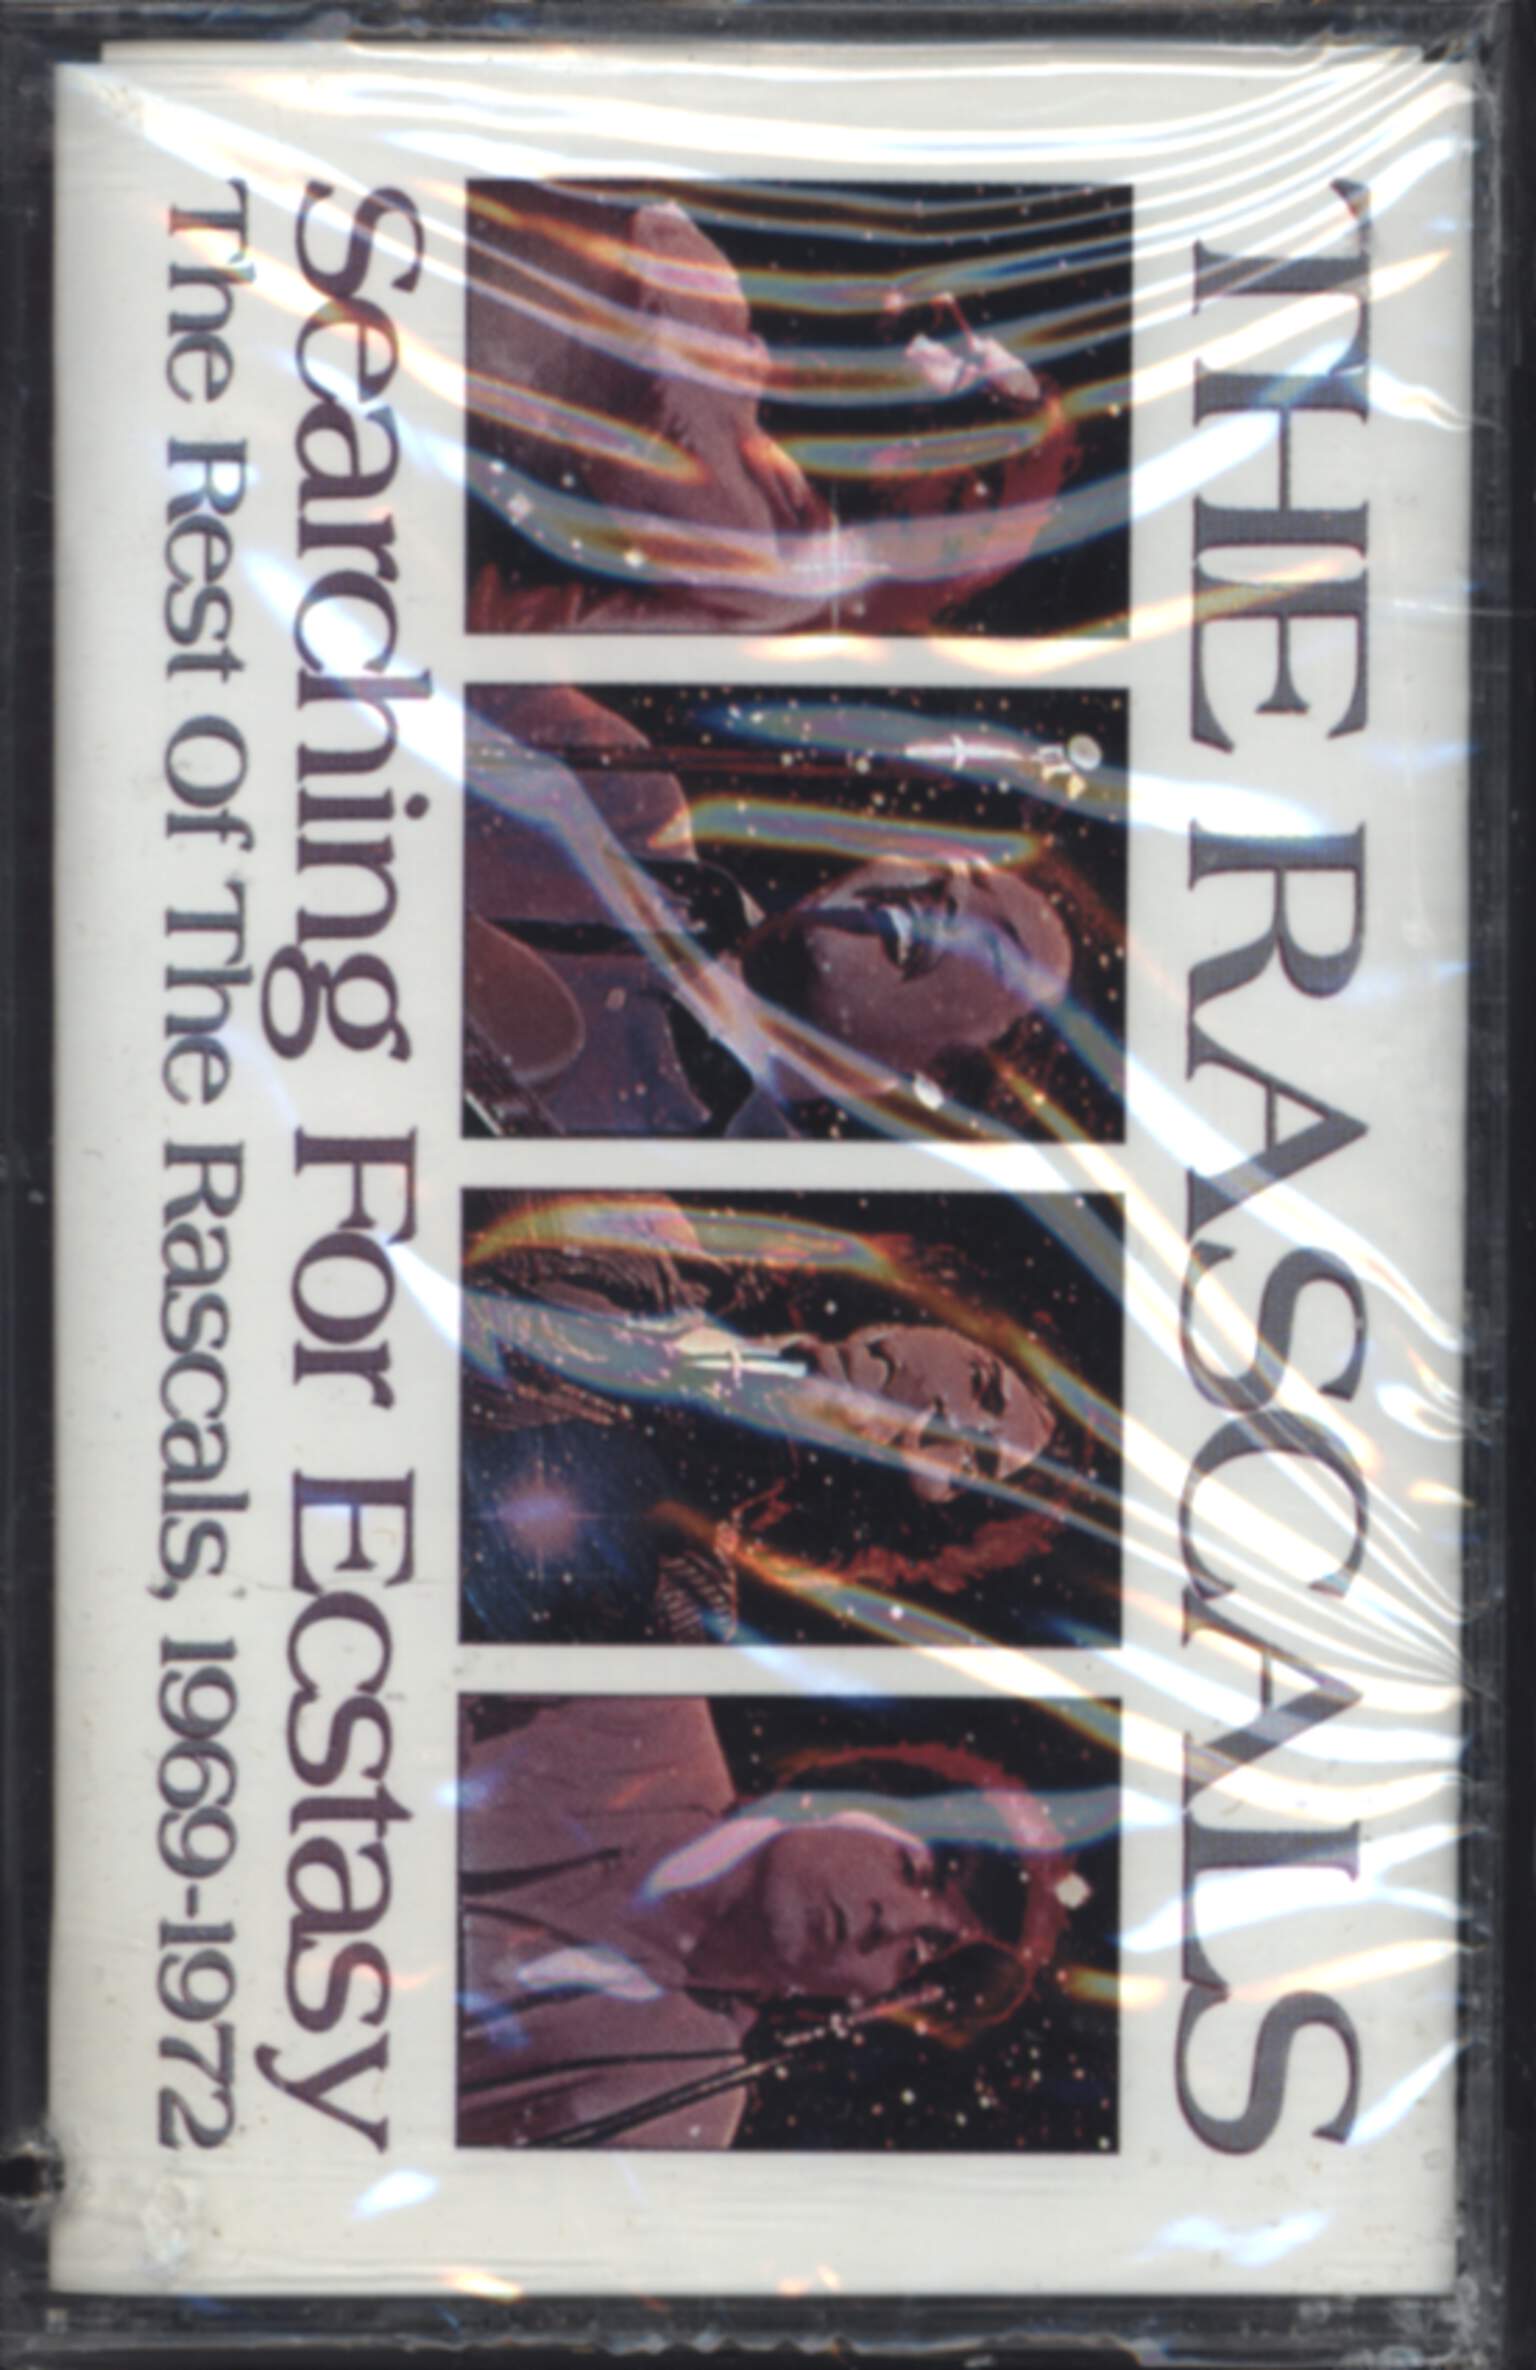 THE RASCALS
Searching For Ecstasy
The Rest Of The Rascals, 1969-1972